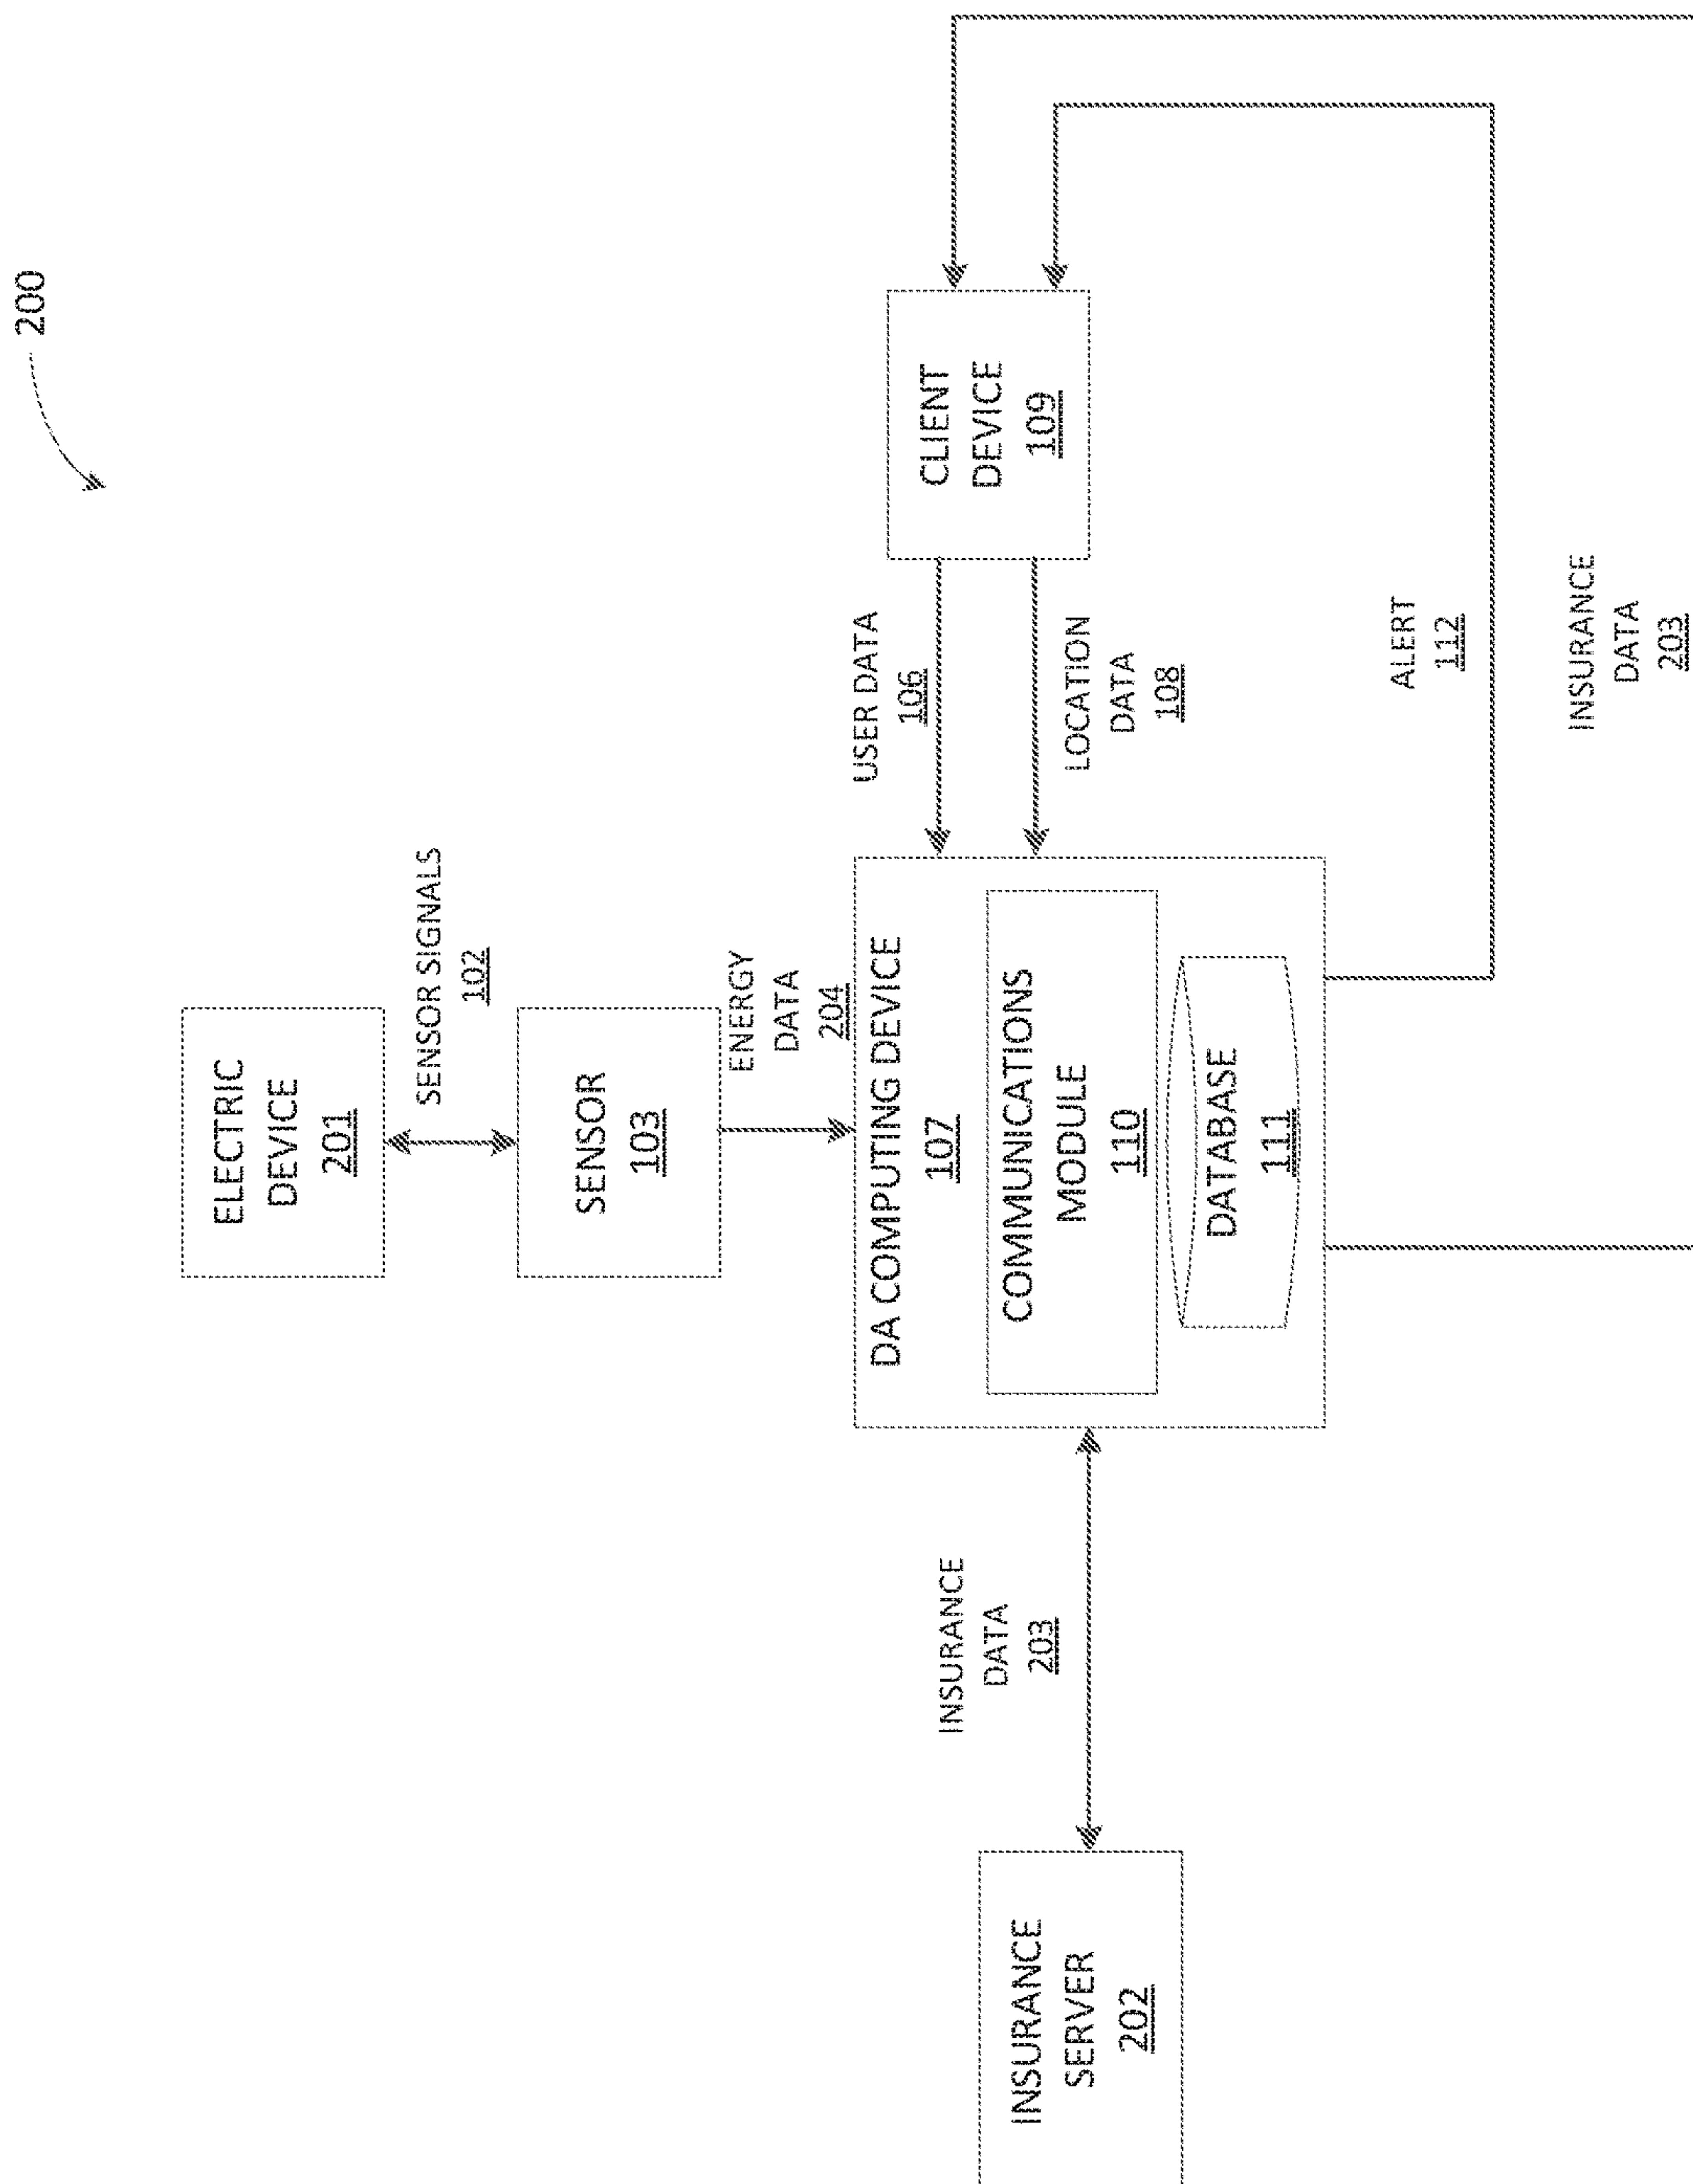 200
ELECTRIC
DEVICE
201
SENSOR SIGNALS
102
SENSOR
103
ENERGY
DATA
204
INSURANCE
SERVER
202
INSURANCE
DATA
203
DA COMPUTING DEVICE
107
COMMUNICATIONS
MODULE
110
DATABASE
111
USER DATA
106
LOCATION
DATA
108
CLIENT
DEVICE
109
ALERT
112
INSURANCE
DATA
203